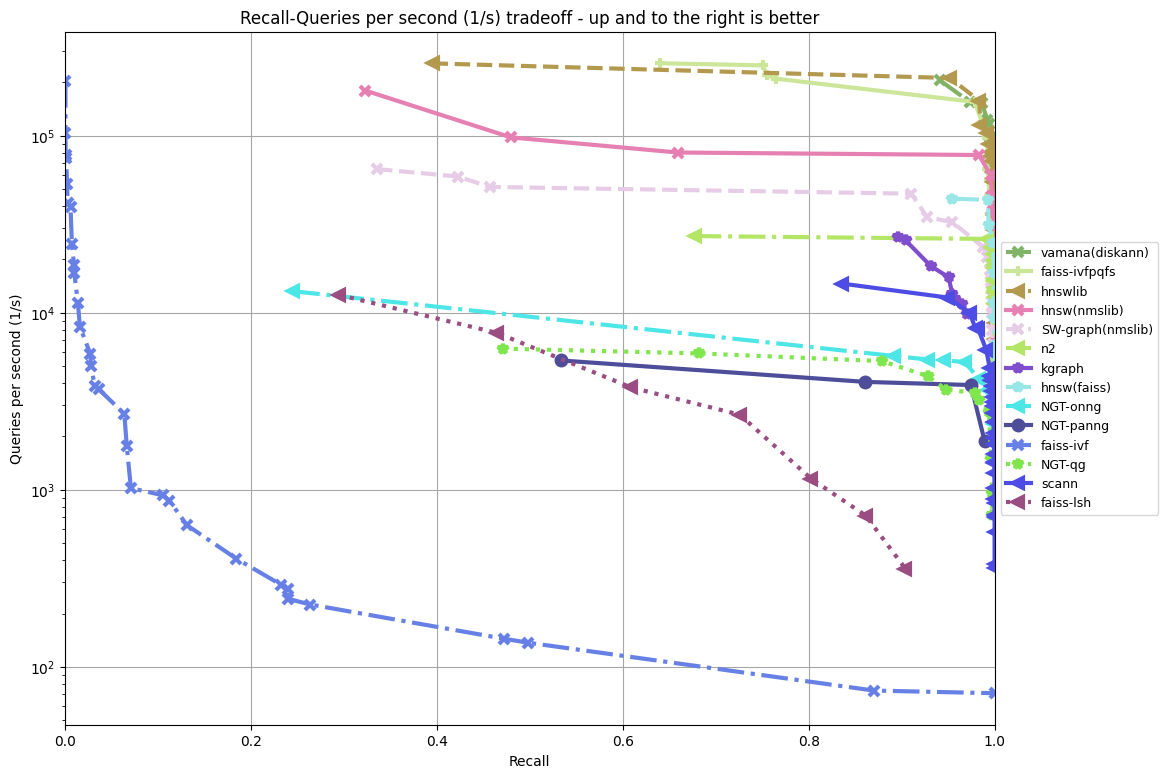 Recall-Queries per second (1/s) tradeoff - up and to the right is better
Queries per second (1/s)
10^5
10^4
10^3
10^2
0.0 0.2 0.4 0.6 0.8 1.0
Recall
vamana(diskann)
faiss-ivfpqfs
hnswlib
hnsw(nmslib)
SW-graph(nmslib)
n2
kgraph
hnsw(faiss)
NGT-onng
NGT-panng
faiss-ivf
NGT-qg
scann
faiss-lsh